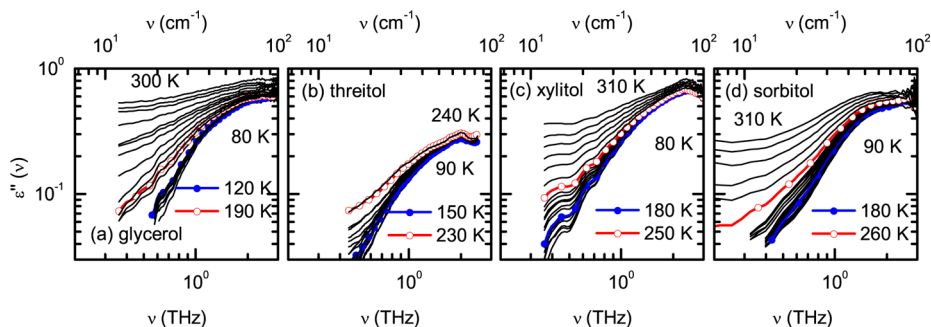 ν (cm⁻¹) ν (cm⁻¹) ν (cm⁻¹) ν (cm⁻¹)
10¹ 10² 10¹ 10² 10¹ 10² 10¹ 10²
10⁰
10⁻¹
ε'' (ν)
300 K
80 K
120 K
190 K
(a) glycerol
(b) threitol
240 K
90 K
150 K
230 K
(c) xylitol
310 K
80 K
180 K
250 K
(d) sorbitol
310 K
90 K
180 K
260 K
10⁰ 10⁰ 10⁰ 10⁰
ν (THz) ν (THz) ν (THz) ν (THz)